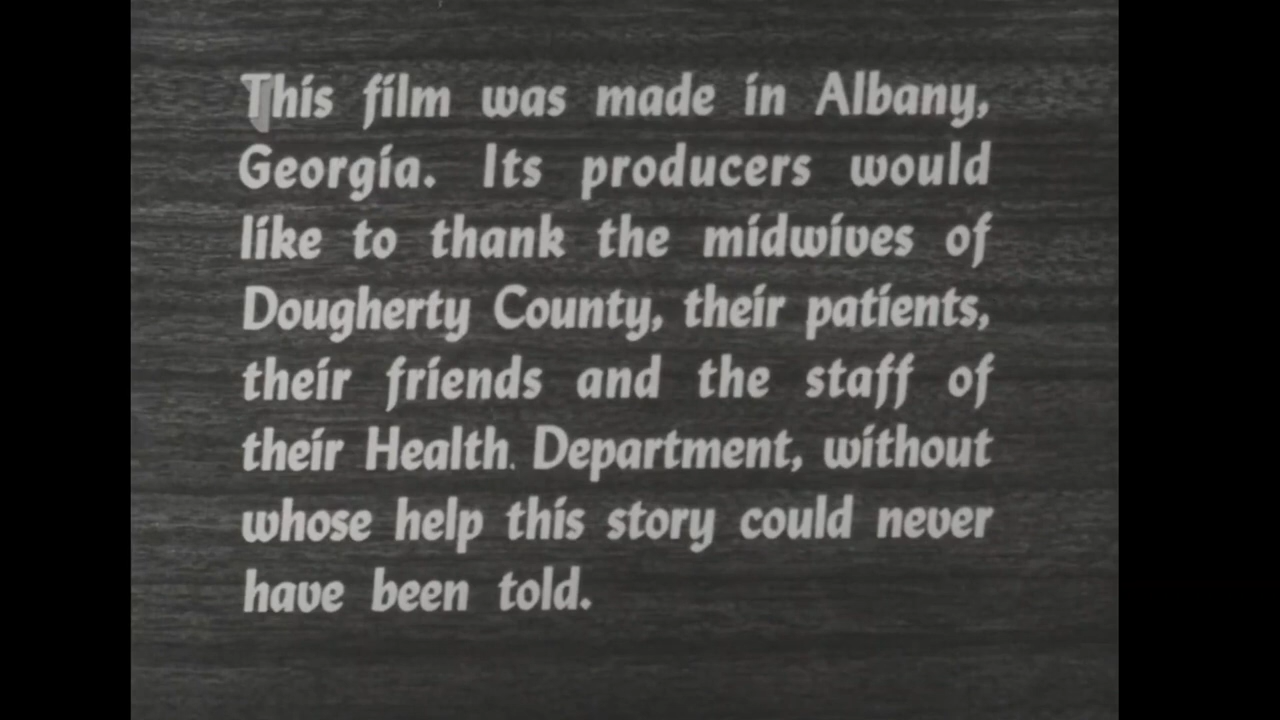 This film was made in Albany,
Georgia. Its producers would
like to thank the midwives of
Dougherty County, their patients,
their friends and the staff of
their Health Department, without
whose help this story could never
have been told.